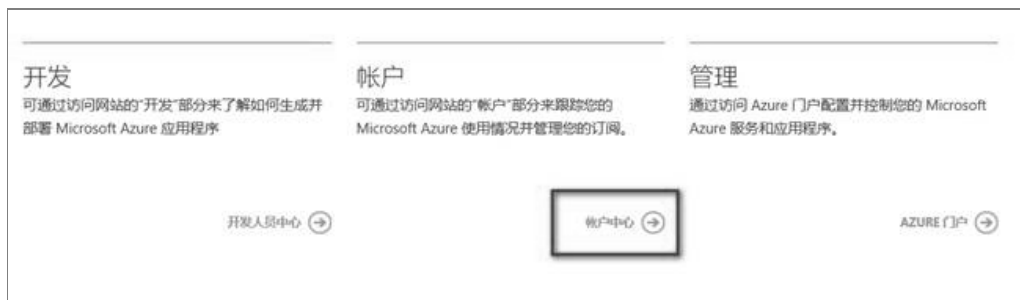 开发
可通过访问网站的“开发”部分来了解如何生成并
部署 Microsoft Azure 应用程序
开发人员中心
帐户
可通过访问网站的“帐户”部分来跟踪您的
Microsoft Azure 使用情况并管理您的订阅。
帐户中心
管理
通过访问 Azure 门户配置并控制您的 Microsoft
Azure 服务和应用程序。
AZURE 门户